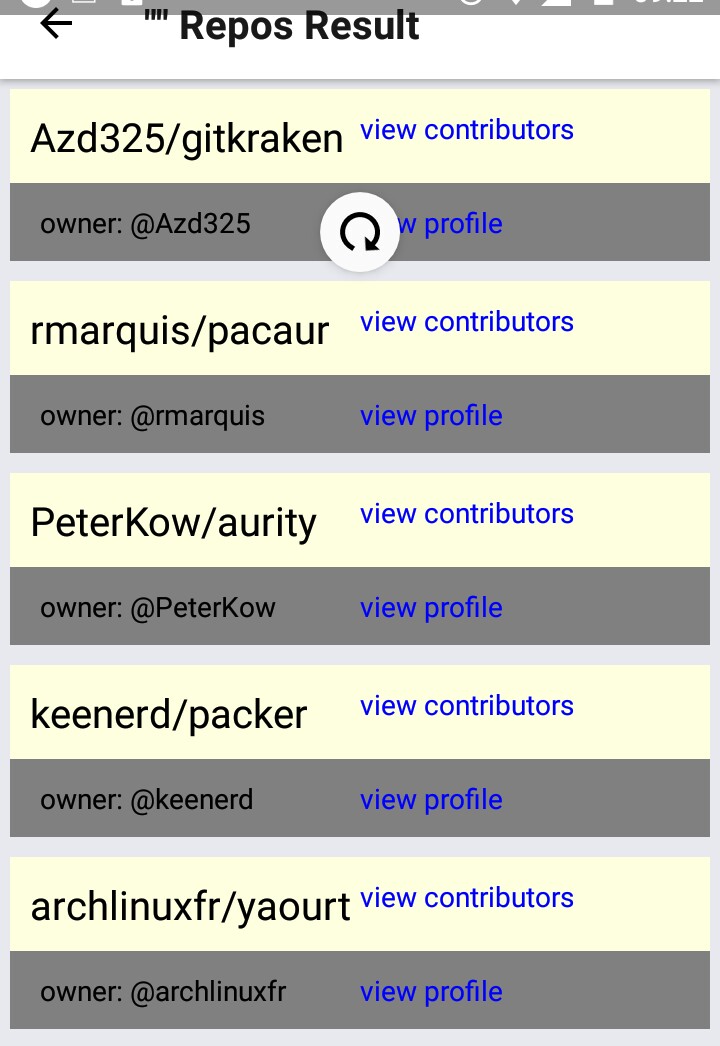 "" Repos Result
Azd325/gitkraken view contributors
owner: @Azd325 w profile
rmarquis/pacaur view contributors
owner: @rmarquis view profile
PeterKow/aurity view contributors
owner: @PeterKow view profile
keenerd/packer view contributors
owner: @keenerd view profile
archlinuxfr/yaourt view contributors
owner: @archlinuxfr view profile